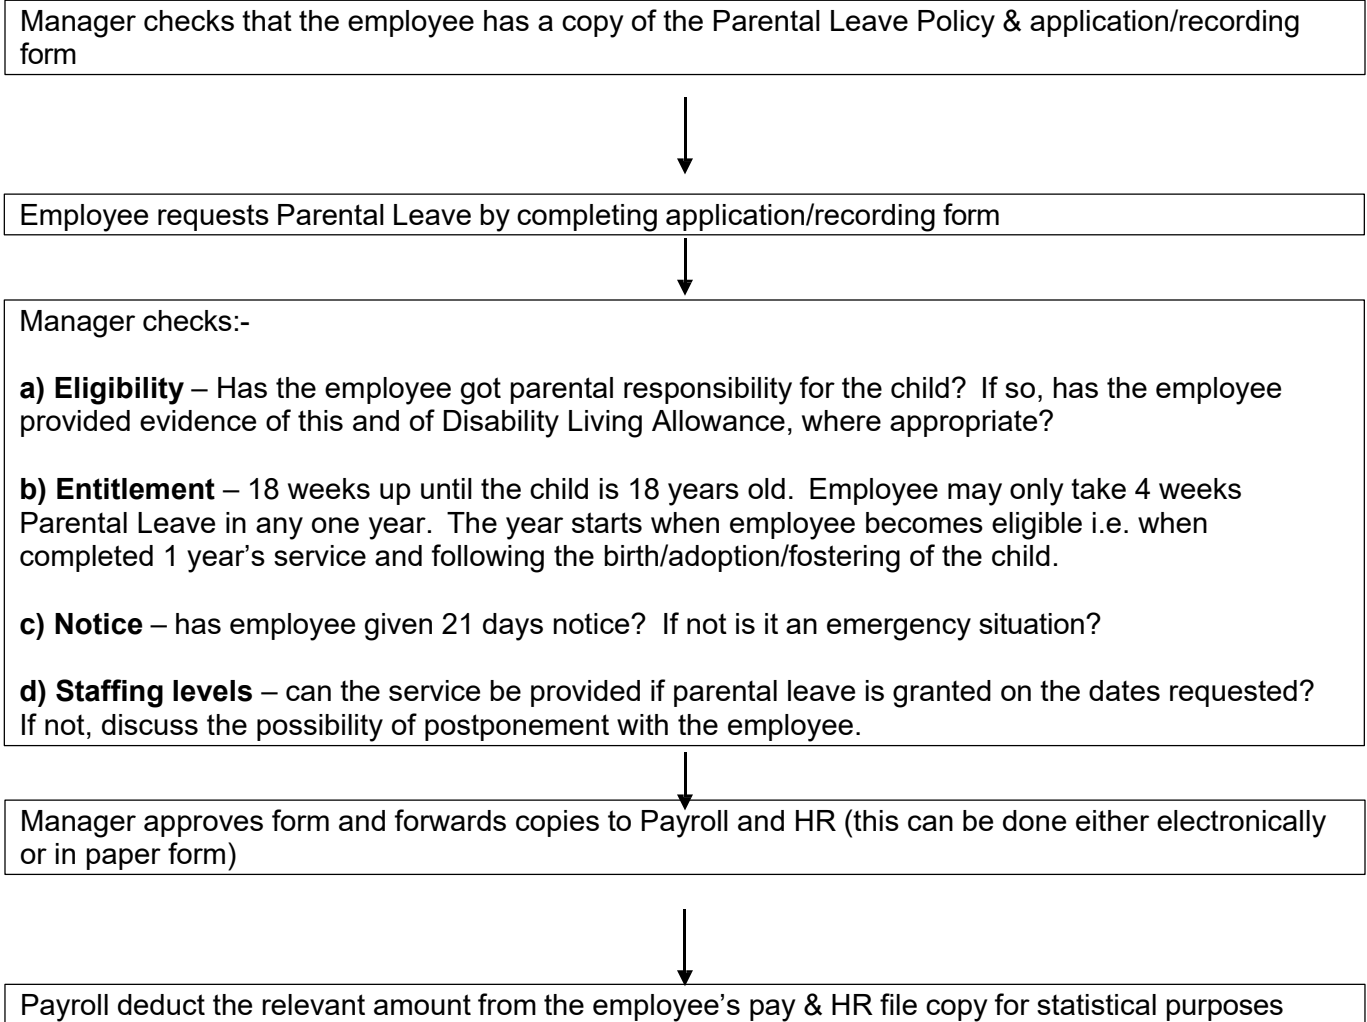 Manager checks that the employee has a copy of the Parental Leave Policy & application/recording
form
Employee requests Parental Leave by completing application/recording form
Manager checks:-
a) Eligibility – Has the employee got parental responsibility for the child? If so, has the employee
provided evidence of this and of Disability Living Allowance, where appropriate?
b) Entitlement – 18 weeks up until the child is 18 years old. Employee may only take 4 weeks
Parental Leave in any one year. The year starts when employee becomes eligible i.e. when
completed 1 year’s service and following the birth/adoption/fostering of the child.
c) Notice – has employee given 21 days notice? If not is it an emergency situation?
d) Staffing levels – can the service be provided if parental leave is granted on the dates requested?
If not, discuss the possibility of postponement with the employee.
Manager approves form and forwards copies to Payroll and HR (this can be done either electronically
or in paper form)
Payroll deduct the relevant amount from the employee’s pay & HR file copy for statistical purposes